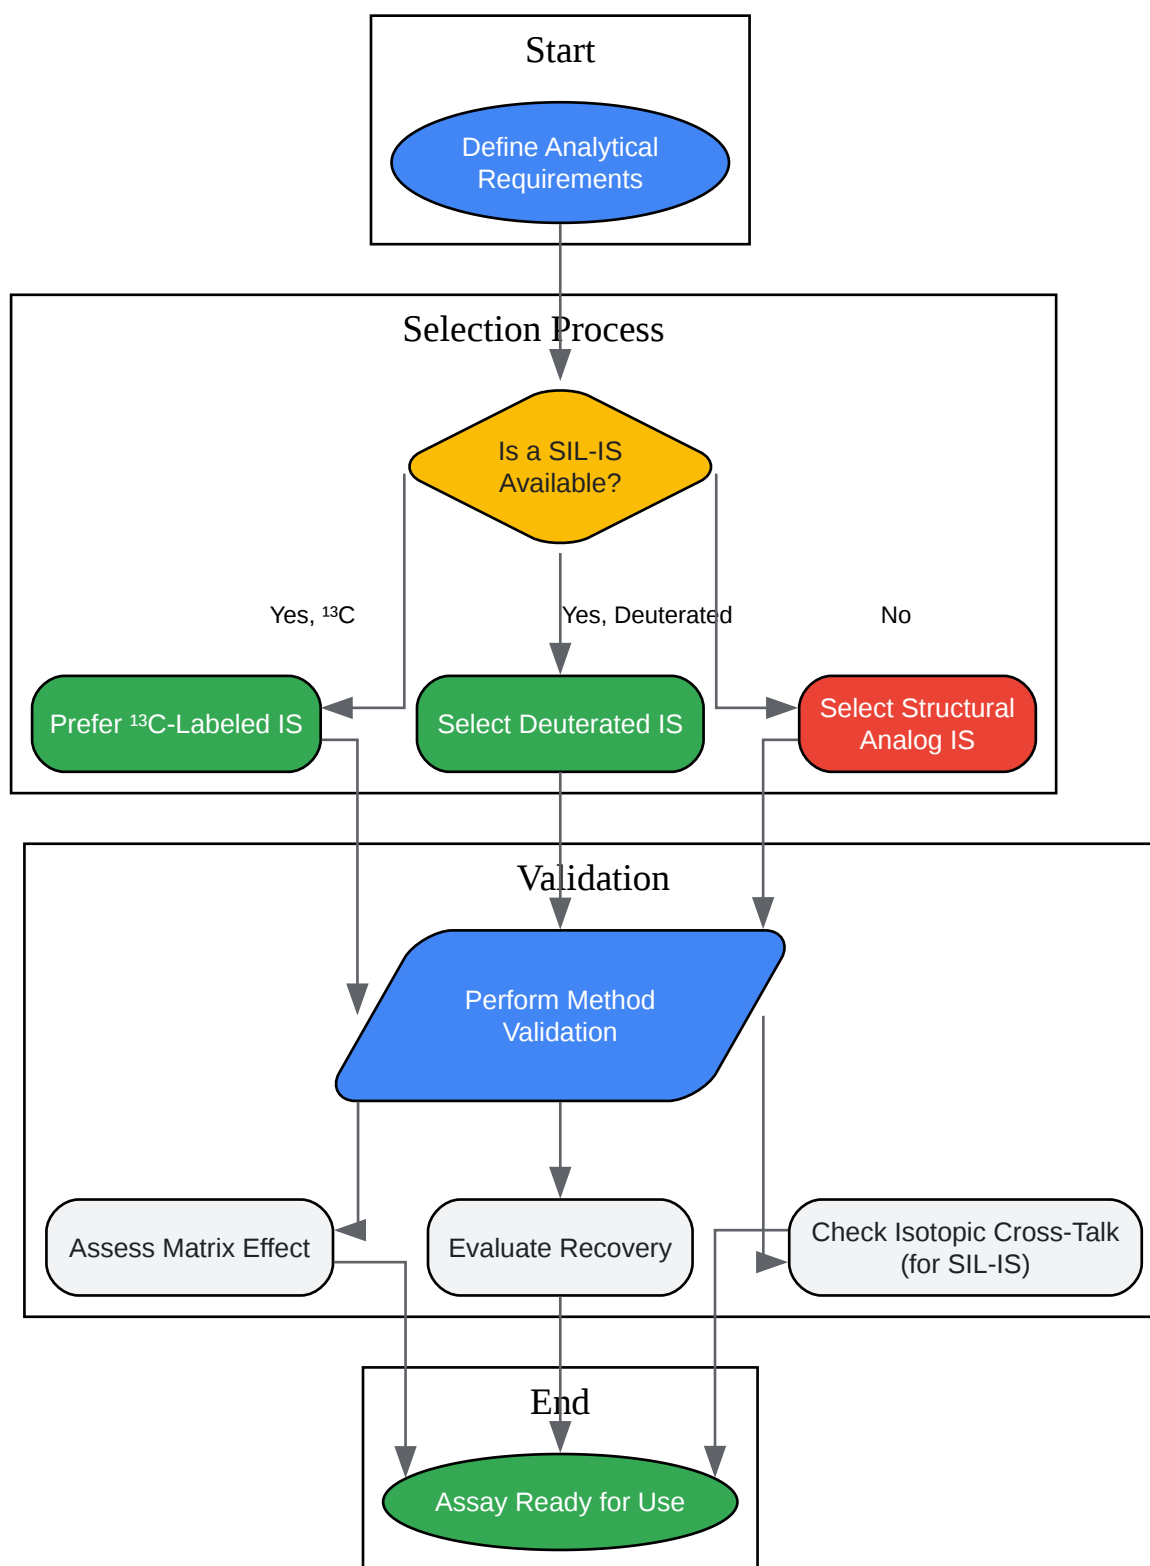 Start
Define Analytical
Requirements
Selection Process
Is a SIL-IS
Available?
Yes, ¹³C
Yes, Deuterated
No
Prefer ¹³C-Labeled IS
Select Deuterated IS
Select Structural
Analog IS
Validation
Perform Method
Validation
Assess Matrix Effect
Evaluate Recovery
Check Isotopic Cross-Talk
(for SIL-IS)
End
Assay Ready for Use